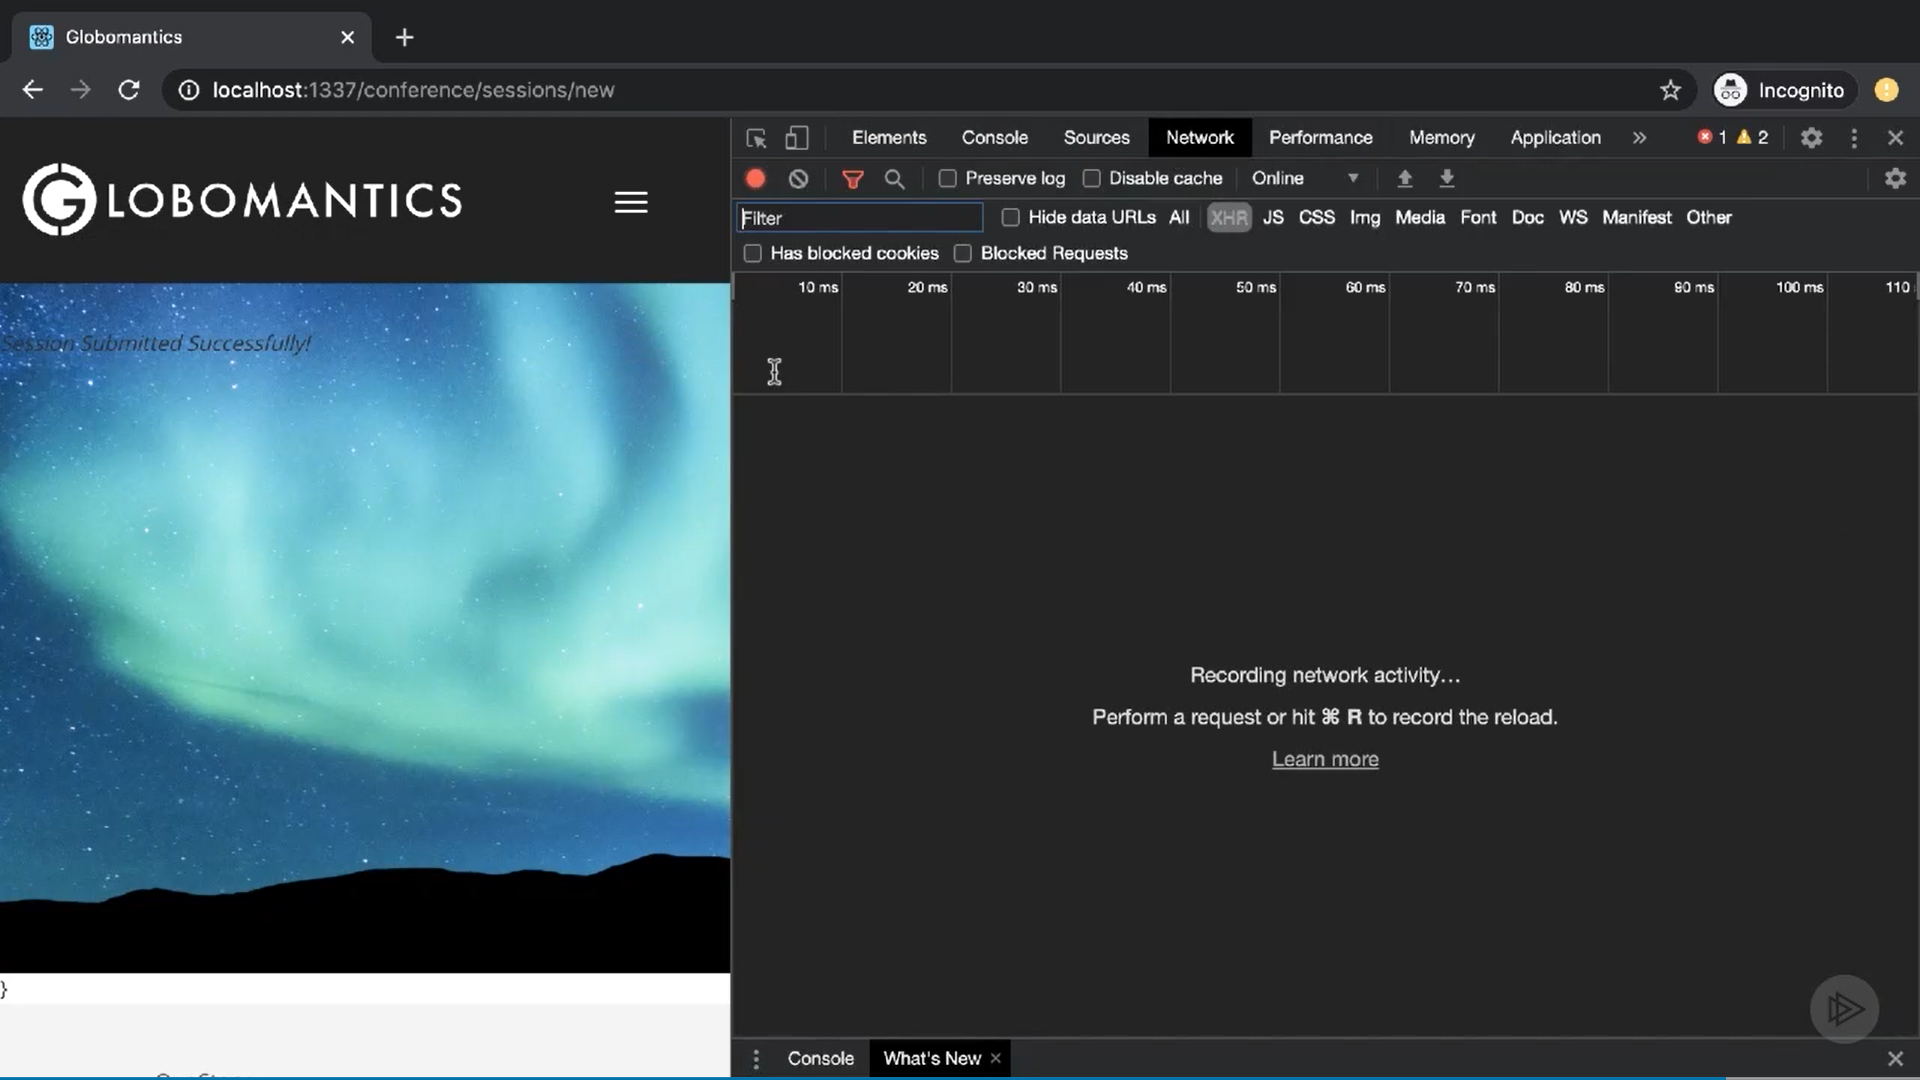 Globomantics
localhost:1337/conference/sessions/new
Incognito
GLOBOMANTICS
Session Submitted Successfully!
}
Elements Console Sources Network Performance Memory Application » 1 2
Preserve log Disable cache Online
Filter Hide data URLs All XHR JS CSS Img Media Font Doc WS Manifest Other
Has blocked cookies Blocked Requests
10 ms 20 ms 30 ms 40 ms 50 ms 60 ms 70 ms 80 ms 90 ms 100 ms 110
Recording network activity…
Perform a request or hit ⌘ R to record the reload.
Learn more
Console What's New